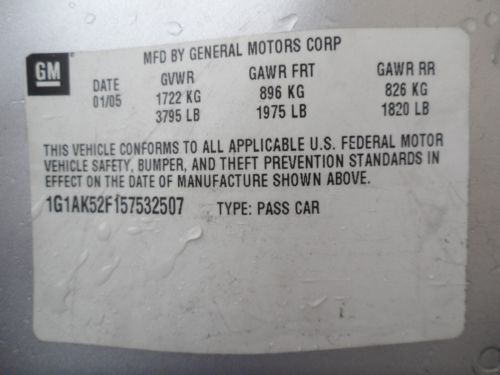 GM
MFD BY GENERAL MOTORS CORP
DATE GVWR GAWR FRT GAWR RR
01/05 1722 KG 896 KG 826 KG
3795 LB 1975 LB 1820 LB
THIS VEHICLE CONFORMS TO ALL APPLICABLE U.S. FEDERAL MOTOR
VEHICLE SAFETY, BUMPER, AND THEFT PREVENTION STANDARDS IN
EFFECT ON THE DATE OF MANUFACTURE SHOWN ABOVE.
1G1AK52F157532507 TYPE: PASS CAR